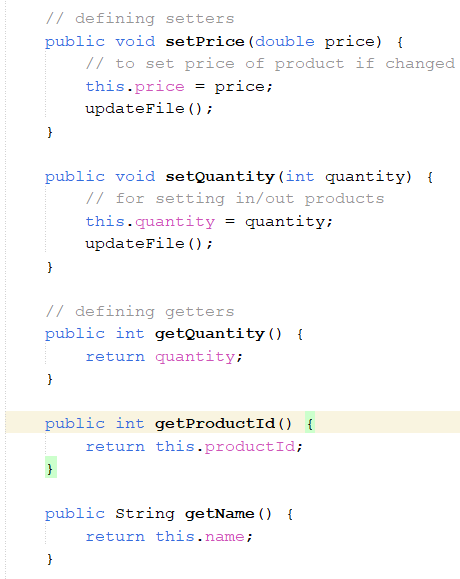 // defining setters
public void setPrice(double price) {
// to set price of product if changed
this.price = price;
updateFile();
}
public void setQuantity(int quantity) {
// for setting in/out products
this.quantity = quantity;
updateFile();
}
// defining getters
public int getQuantity() {
return quantity;
}
public int getProductId() {
return this.productId;
}
public String getName() {
return this.name;
}